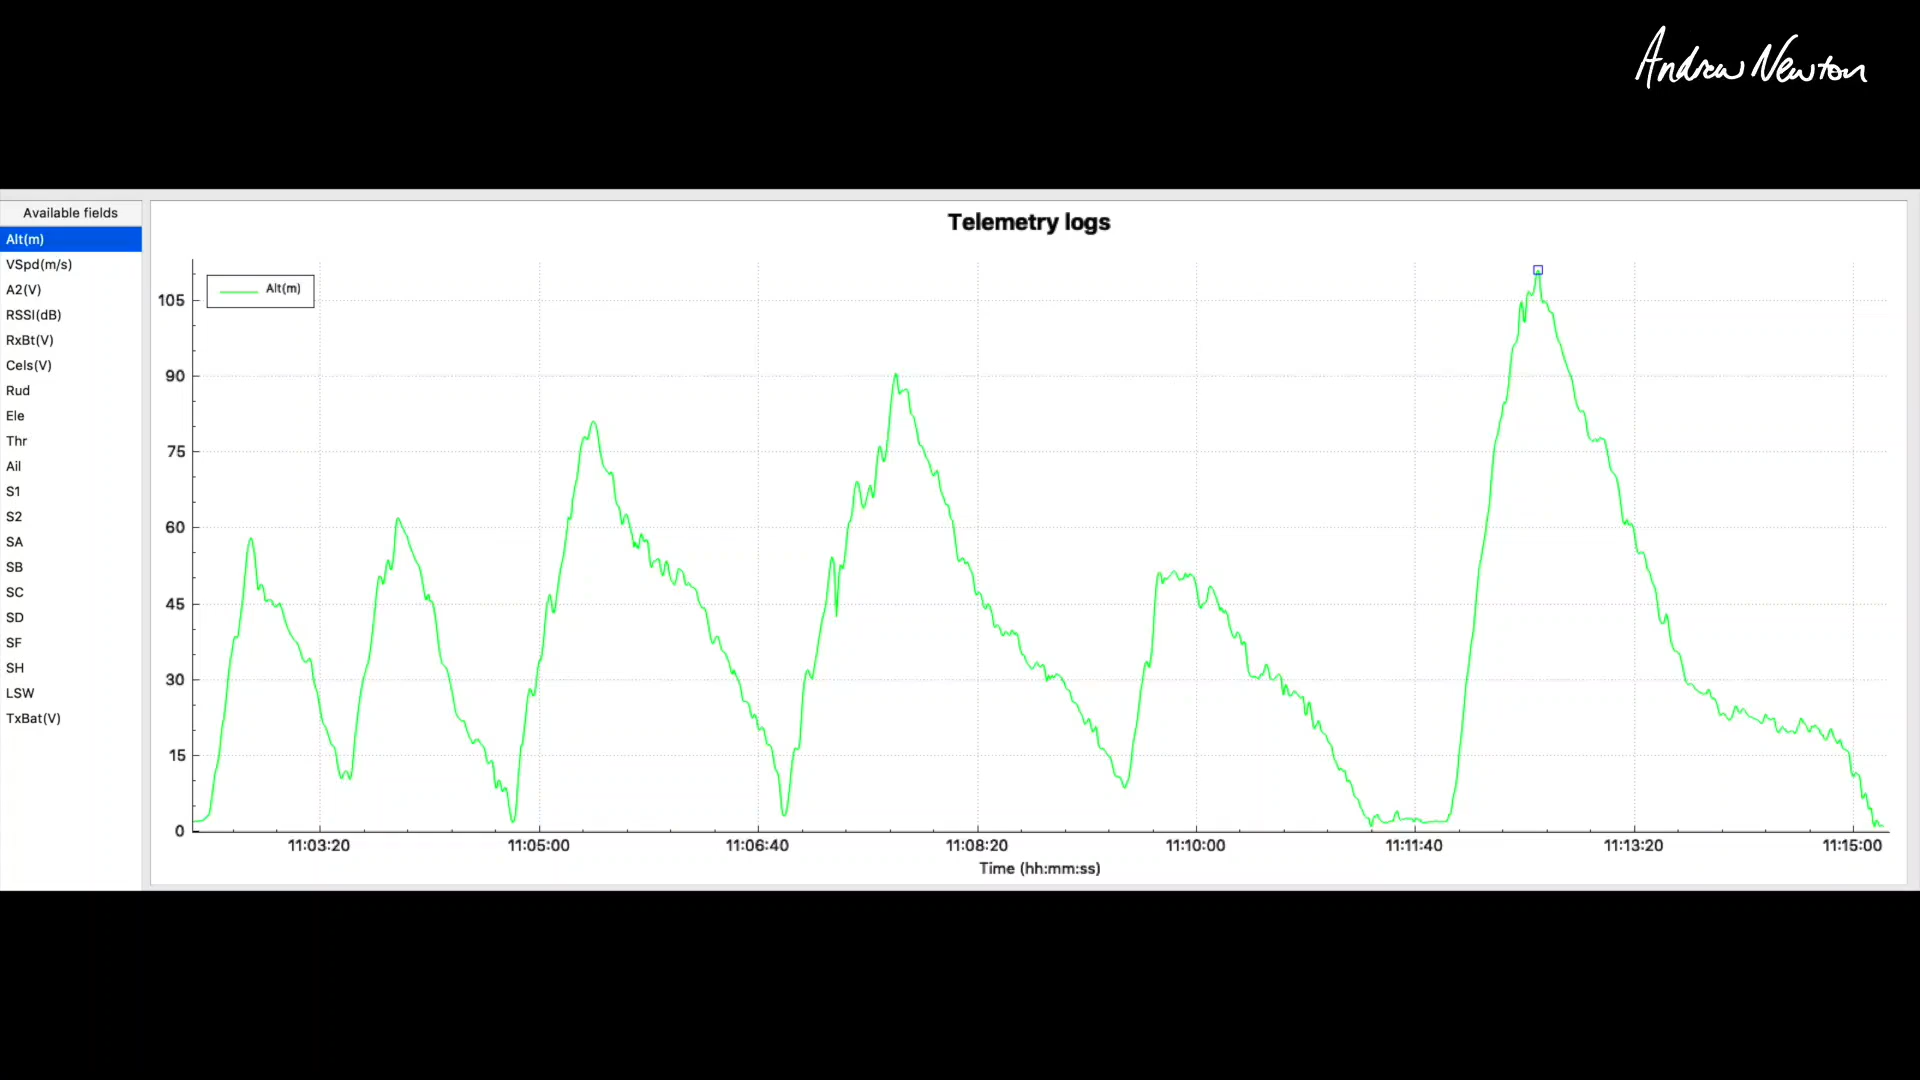 Andrew Newton
Available fields
Alt(m)
VSpd(m/s)
A2(V)
RSSI(dB)
RxBt(V)
Cels(V)
Rud
Ele
Thr
Ail
S1
S2
SA
SB
SC
SD
SF
SH
LSW
TxBat(V)
Telemetry logs
Alt(m)
105
90
75
60
45
30
15
0
11:03:20 11:05:00 11:06:40 11:08:20 11:10:00 11:11:40 11:13:20 11:15:00
Time (hh:mm:ss)